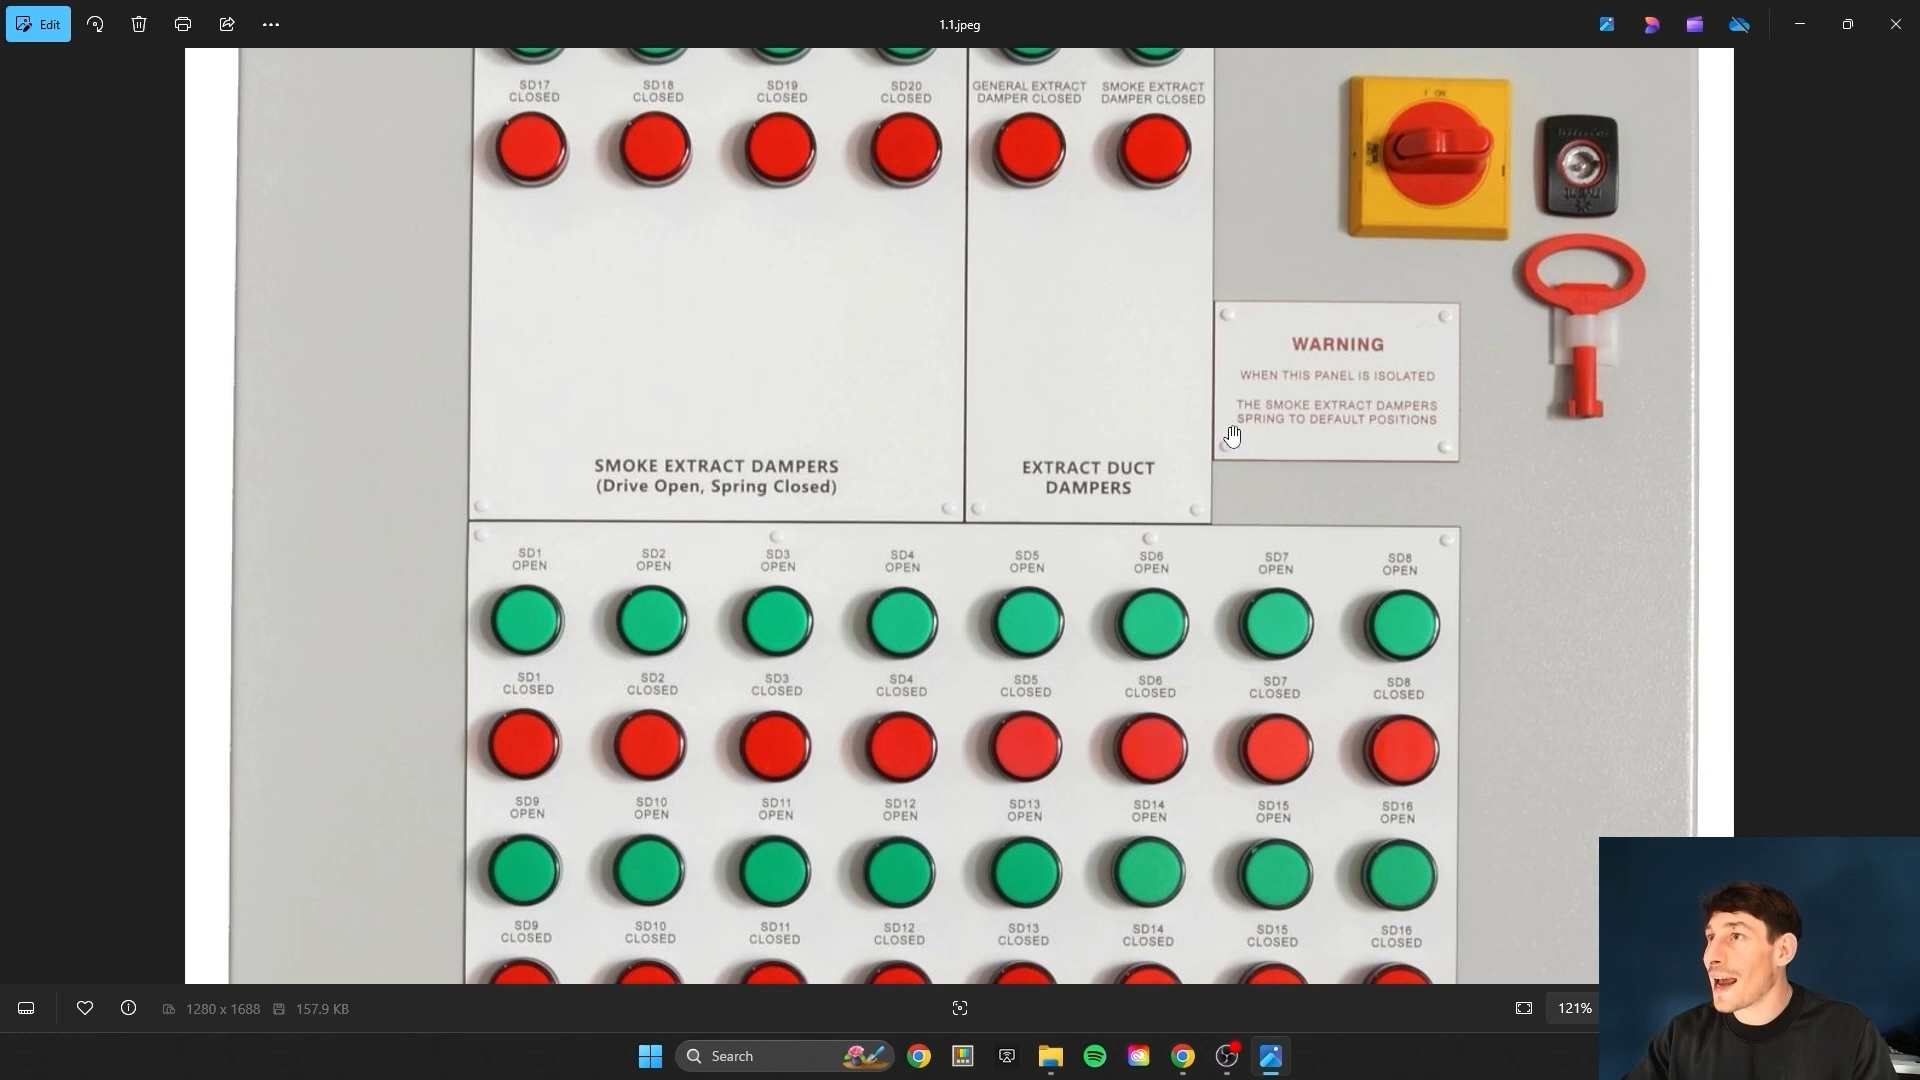 Edit
1.1.jpeg
SD17 CLOSED
SD18 CLOSED
SD19 CLOSED
SD20 CLOSED
GENERAL EXTRACT DAMPER CLOSED
SMOKE EXTRACT DAMPER CLOSED
I ON
WARNING
WHEN THIS PANEL IS ISOLATED
THE SMOKE EXTRACT DAMPERS
SPRING TO DEFAULT POSITIONS
SMOKE EXTRACT DAMPERS
(Drive Open, Spring Closed)
EXTRACT DUCT
DAMPERS
SD1 OPEN
SD2 OPEN
SD3 OPEN
SD4 OPEN
SD5 OPEN
SD6 OPEN
SD7 OPEN
SD8 OPEN
SD1 CLOSED
SD2 CLOSED
SD3 CLOSED
SD4 CLOSED
SD5 CLOSED
SD6 CLOSED
SD7 CLOSED
SD8 CLOSED
SD9 OPEN
SD10 OPEN
SD11 OPEN
SD12 OPEN
SD13 OPEN
SD14 OPEN
SD15 OPEN
SD16 OPEN
SD9 CLOSED
SD10 CLOSED
SD11 CLOSED
SD12 CLOSED
SD13 CLOSED
SD14 CLOSED
SD15 CLOSED
SD16 CLOSED
1280 x 1688
157.9 KB
121%
Search